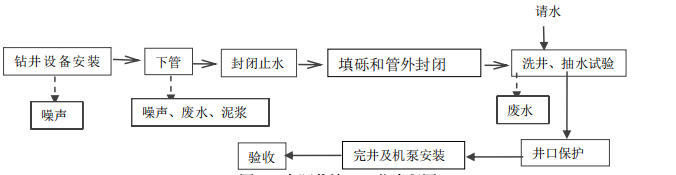 请水
钻井设备安装
下管
封闭止水
填砾和管外封闭
洗井、抽水试验
噪声
噪声、废水、泥浆
废水
验收
完井及机泵安装
井口保护